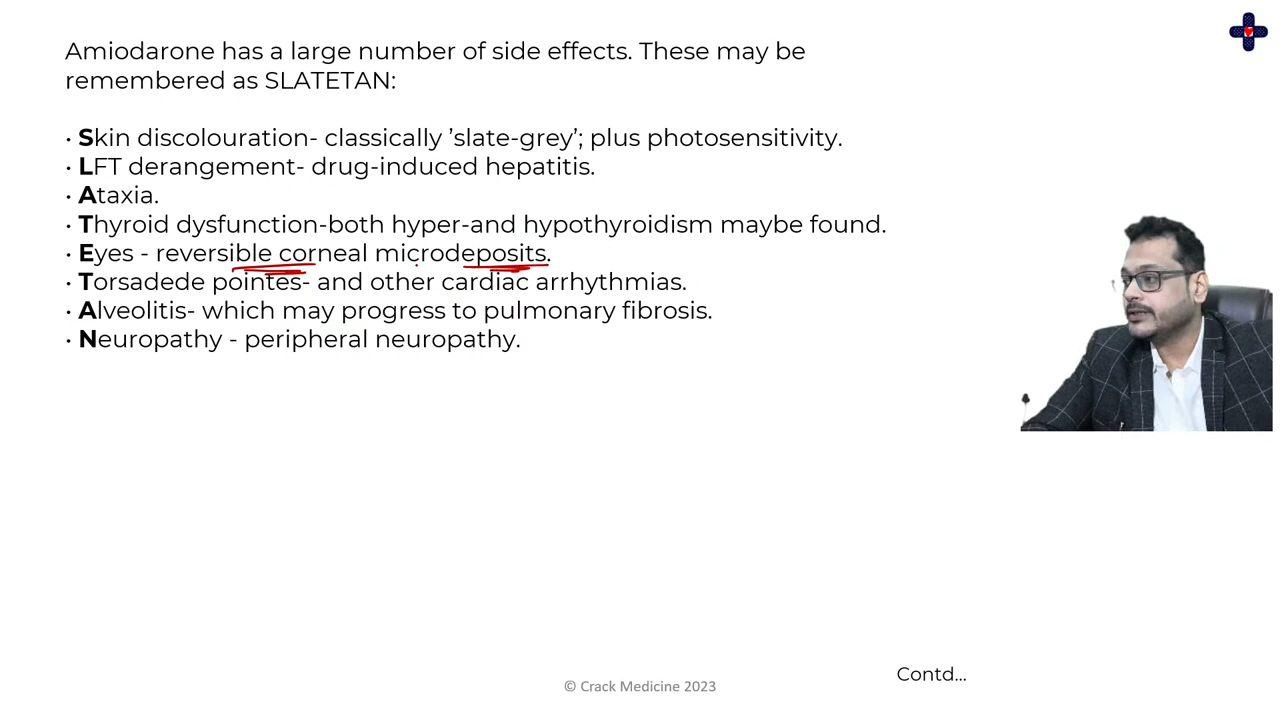 Amiodarone has a large number of side effects. These may be
remembered as SLATETAN:
• Skin discolouration- classically ’slate-grey’; plus photosensitivity.
• LFT derangement- drug-induced hepatitis.
• Ataxia.
• Thyroid dysfunction-both hyper-and hypothyroidism maybe found.
• Eyes - reversible corneal microdeposits.
• Torsadede pointes- and other cardiac arrhythmias.
• Alveolitis- which may progress to pulmonary fibrosis.
• Neuropathy - peripheral neuropathy.
Contd...
© Crack Medicine 2023